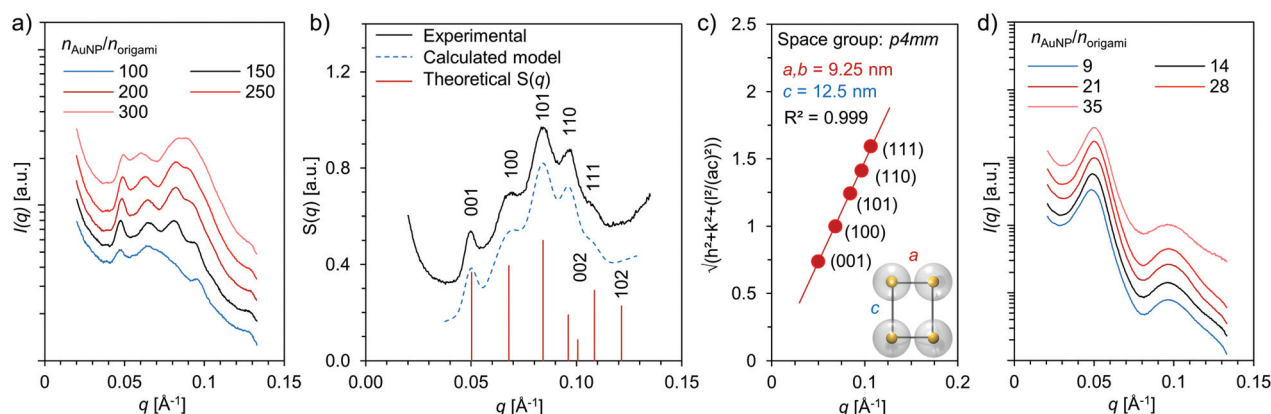 a)
n_AuNP/n_origami
100
150
200
250
300
I(q) [a.u.]
0
0.05
0.1
0.15
q [Å⁻¹]
b)
Experimental
Calculated model
Theoretical S(q)
1.2
0.8
0.4
0.0
S(q) [a.u.]
001
100
101
110
111
002
102
0.00
0.05
0.10
0.15
q [Å⁻¹]
c)
2.5
2
1.5
1
0.5
0
√(h²+k²+(l²/(ac)²))
Space group: p4mm
a,b = 9.25 nm
c = 12.5 nm
R² = 0.999
(111)
(110)
(101)
(100)
(001)
a
c
0
0.1
0.2
q [Å⁻¹]
d)
n_AuNP/n_origami
9
14
21
28
35
I(q) [a.u.]
0
0.05
0.1
0.15
q [Å⁻¹]